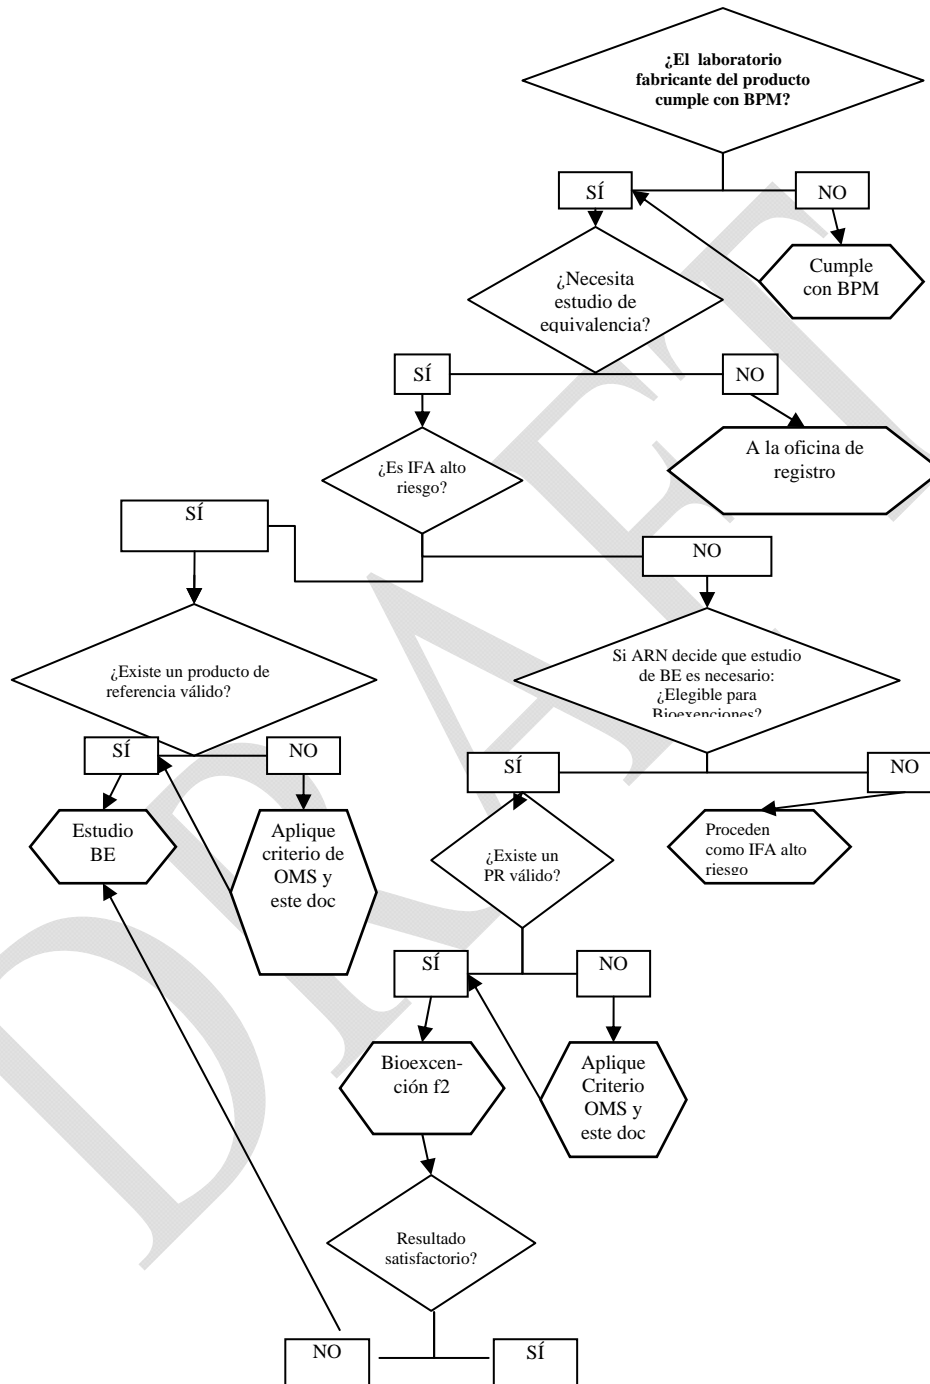 ¿El laboratorio
fabricante del producto
cumple con BPM?
SÍ
NO
Cumple
con BPM
¿Necesita
estudio de
equivalencia?
SÍ
NO
A la oficina de
registro
¿Es IFA alto
riesgo?
SÍ
NO
¿Existe un producto de
referencia válido?
Si ARN decide que estudio
de BE es necesario:
¿Elegible para
Bioexenciones?
SÍ
NO
SÍ
NO
Estudio
BE
Aplique
criterio de
OMS y
este doc
¿Existe un
PR válido?
Proceden
como IFA alto
riesgo
SÍ
NO
Bioexcen-
ción f2
Aplique
Criterio
OMS y
este doc
Resultado
satisfactorio?
NO
SÍ
DRAFT